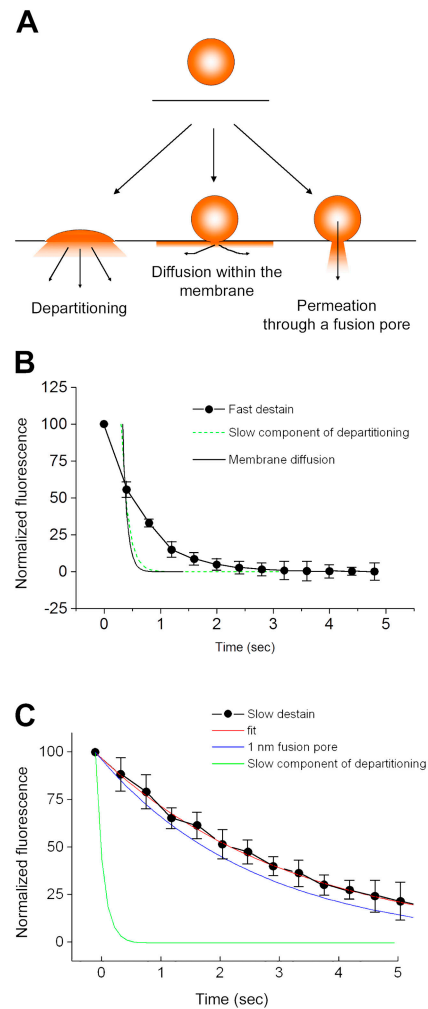 A
Departitioning
Diffusion within the
membrane
Permeation
through a fusion pore
B
Normalized fluorescence
125
100
75
50
25
0
-25
Fast destain
Slow component of departitioning
Membrane diffusion
0 1 2 3 4 5
Time (sec)
C
Normalized fluorescence
100
75
50
25
0
Slow destain
fit
1 nm fusion pore
Slow component of departitioning
0 1 2 3 4 5
Time (sec)